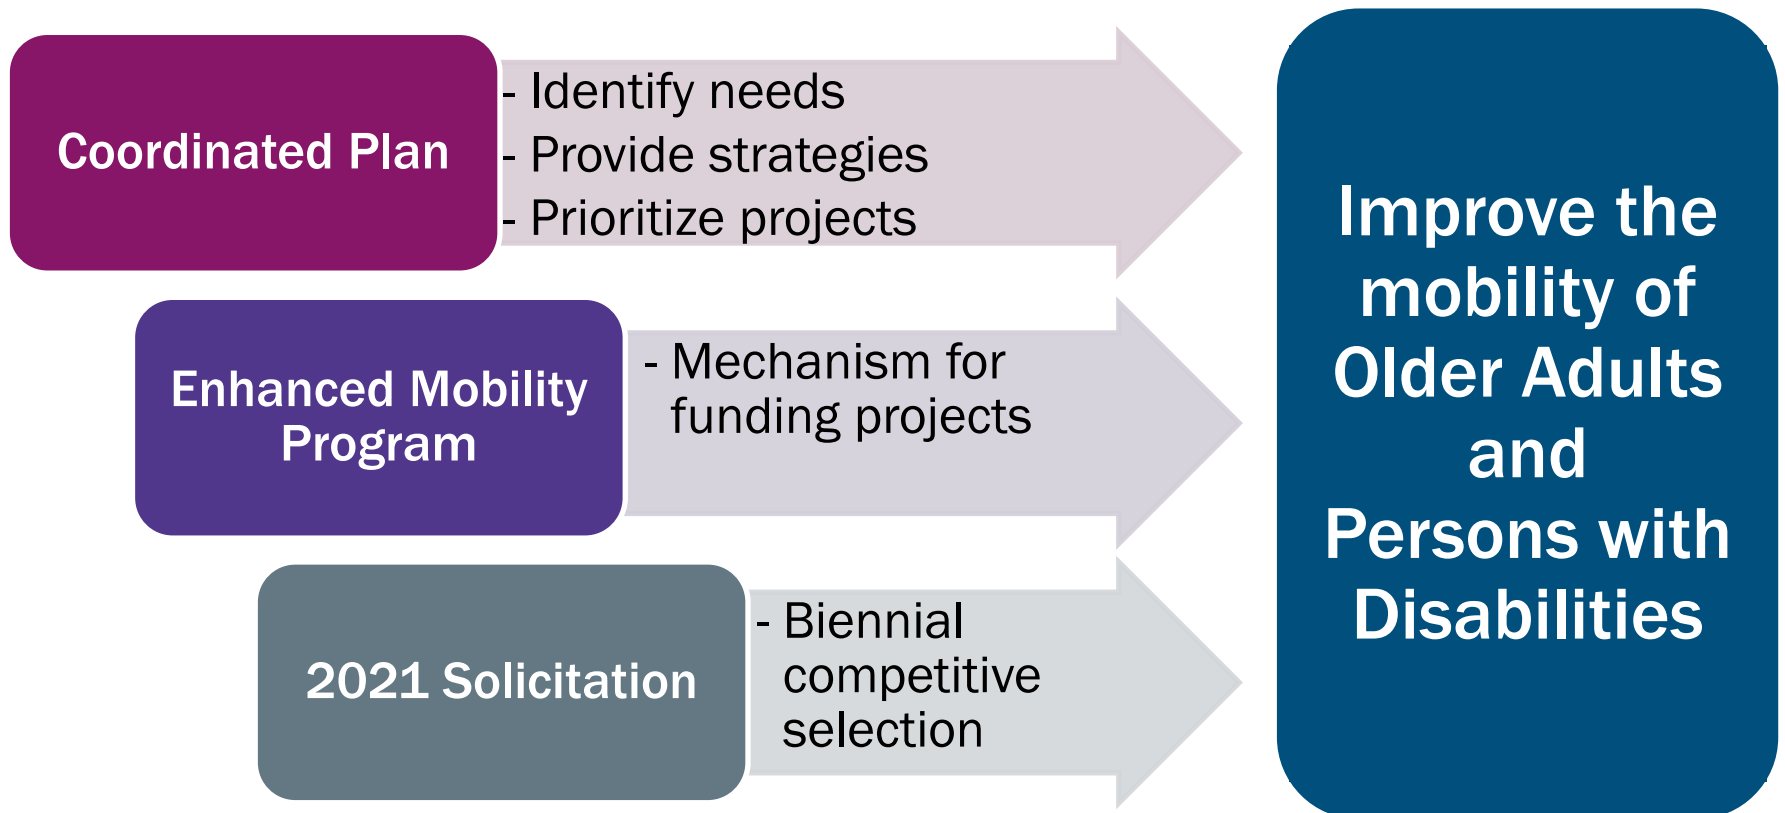 Coordinated Plan
- Identify needs
- Provide strategies
- Prioritize projects
Enhanced Mobility
Program
- Mechanism for
funding projects
2021 Solicitation
- Biennial
competitive
selection
Improve the
mobility of
Older Adults
and
Persons with
Disabilities